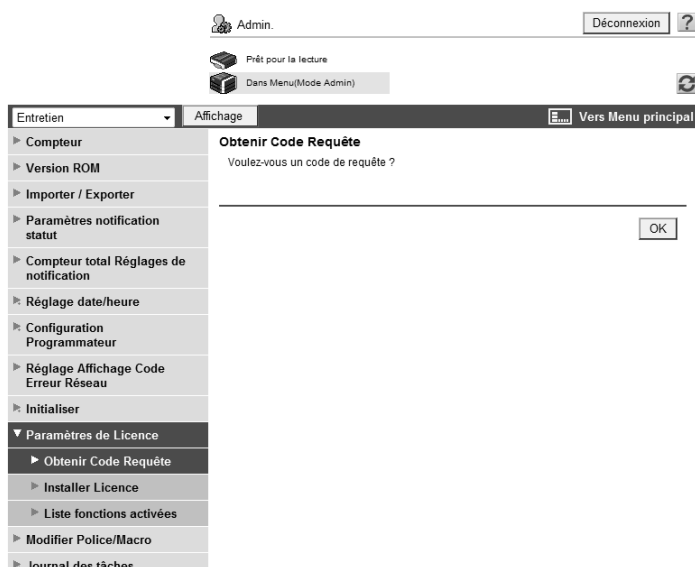 Admin.
Déconnexion
?
Prêt pour la lecture
Dans Menu(Mode Admin)
Entretien
Affichage
Vers Menu principal
Compteur
Version ROM
Importer / Exporter
Paramètres notification
statut
Compteur total Réglages de
notification
Réglage date/heure
Configuration
Programmateur
Réglage Affichage Code
Erreur Réseau
Initialiser
Paramètres de Licence
Obtenir Code Requête
Installer Licence
Liste fonctions activées
Modifier Police/Macro
Journal des tâches
Obtenir Code Requête
Voulez-vous un code de requête ?
OK